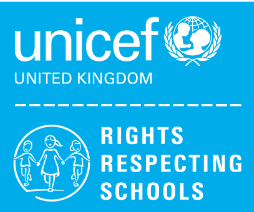 unicef
UNITED KINGDOM
RIGHTS
RESPECTING
SCHOOLS